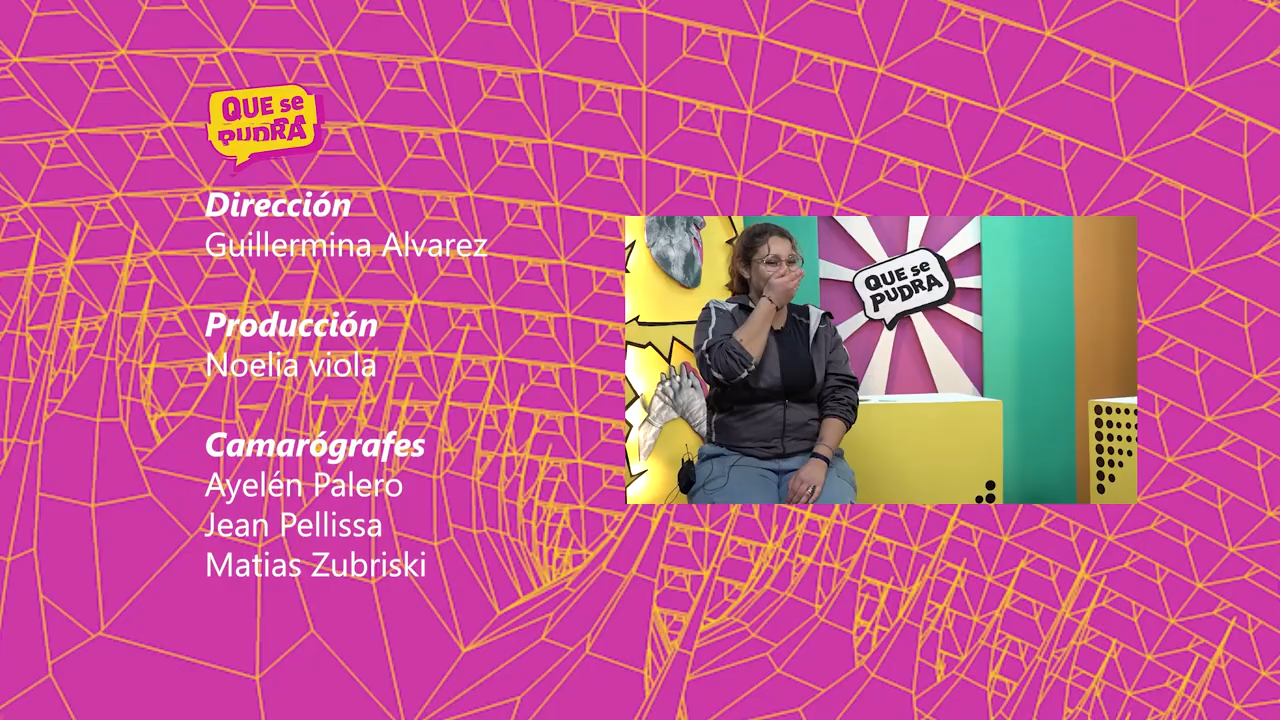 QUE se
PUDRA
Dirección
Guillermina Alvarez
Producción
Noelia viola
Camarógrafes
Ayelén Palero
Jean Pellissa
Matias Zubriski
QUE se
PUDRA